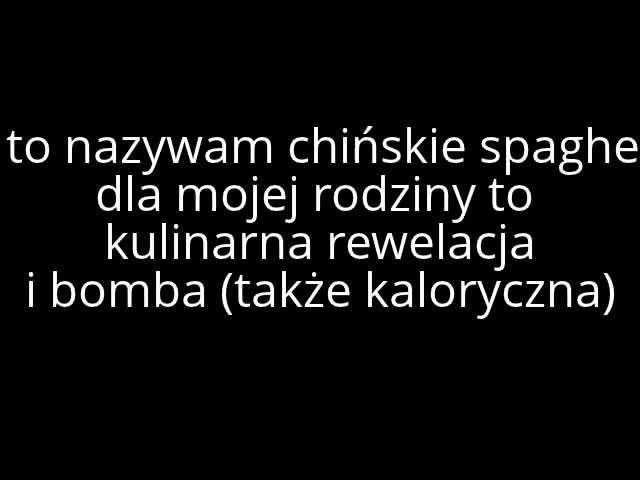 to nazywam chińskie spaghe
dla mojej rodziny to
kulinarna rewelacja
i bomba (także kaloryczna)